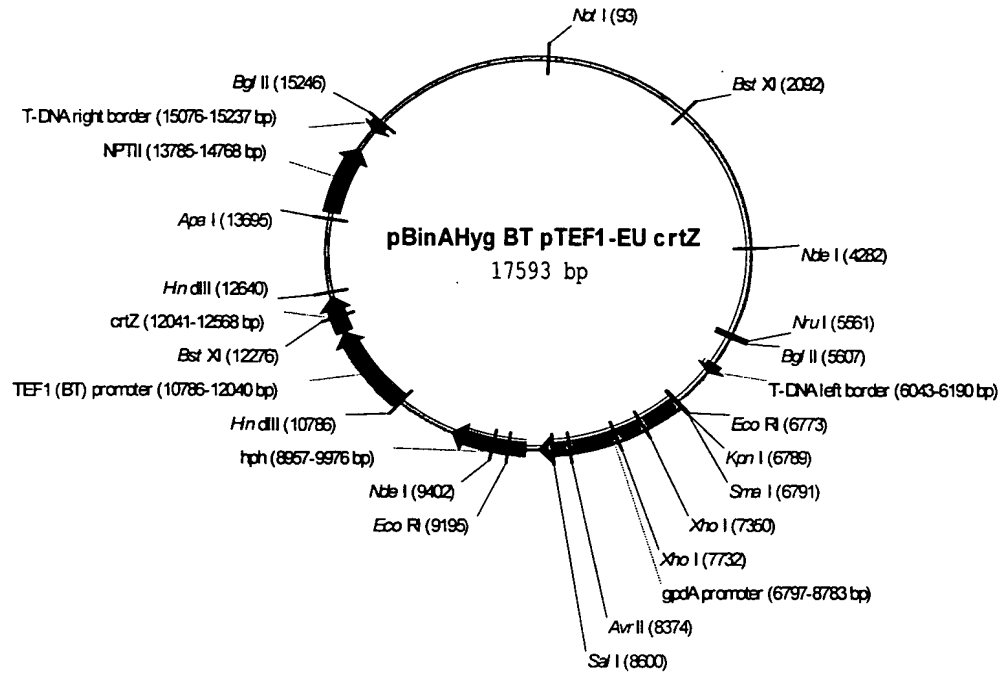 Not I (93)
Bst XI (2092)
Nde I (4282)
Nru I (5561)
Bgl II (5607)
T-DNA left border (6043-6190 bp)
Eco RI (6773)
Kpn I (6789)
Sma I (6791)
Xho I (7350)
Xho I (7732)
gpdA promoter (6797-8783 bp)
Avr II (8374)
Sal I (8600)
Eco RI (9195)
Nde I (9402)
hph (8957-9976 bp)
Hin dIII (10786)
TEF1 (BT) promoter (10786-12040 bp)
Bst XI (12276)
crtZ (12041-12568 bp)
Hin dIII (12640)
Apa I (13695)
NPTII (13785-14768 bp)
T-DNA right border (15076-15237 bp)
Bgl II (15246)
pBinAHyg BT pTEF1-EU crtZ
17593 bp